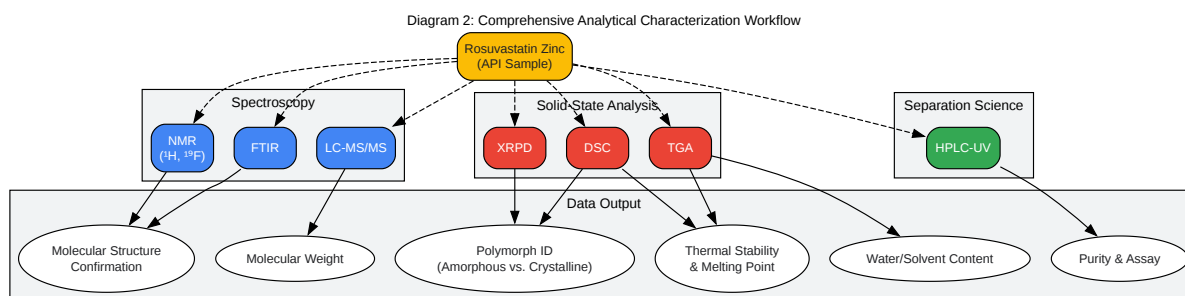 Diagram 2: Comprehensive Analytical Characterization Workflow
Rosuvastatin Zinc
(API Sample)
Spectroscopy
Solid-State Analysis
Separation Science
NMR
(¹H, ¹⁹F)
FTIR
LC-MS/MS
XRPD
DSC
TGA
HPLC-UV
Data Output
Molecular Structure
Confirmation
Molecular Weight
Polymorph ID
(Amorphous vs. Crystalline)
Thermal Stability
& Melting Point
Water/Solvent Content
Purity & Assay